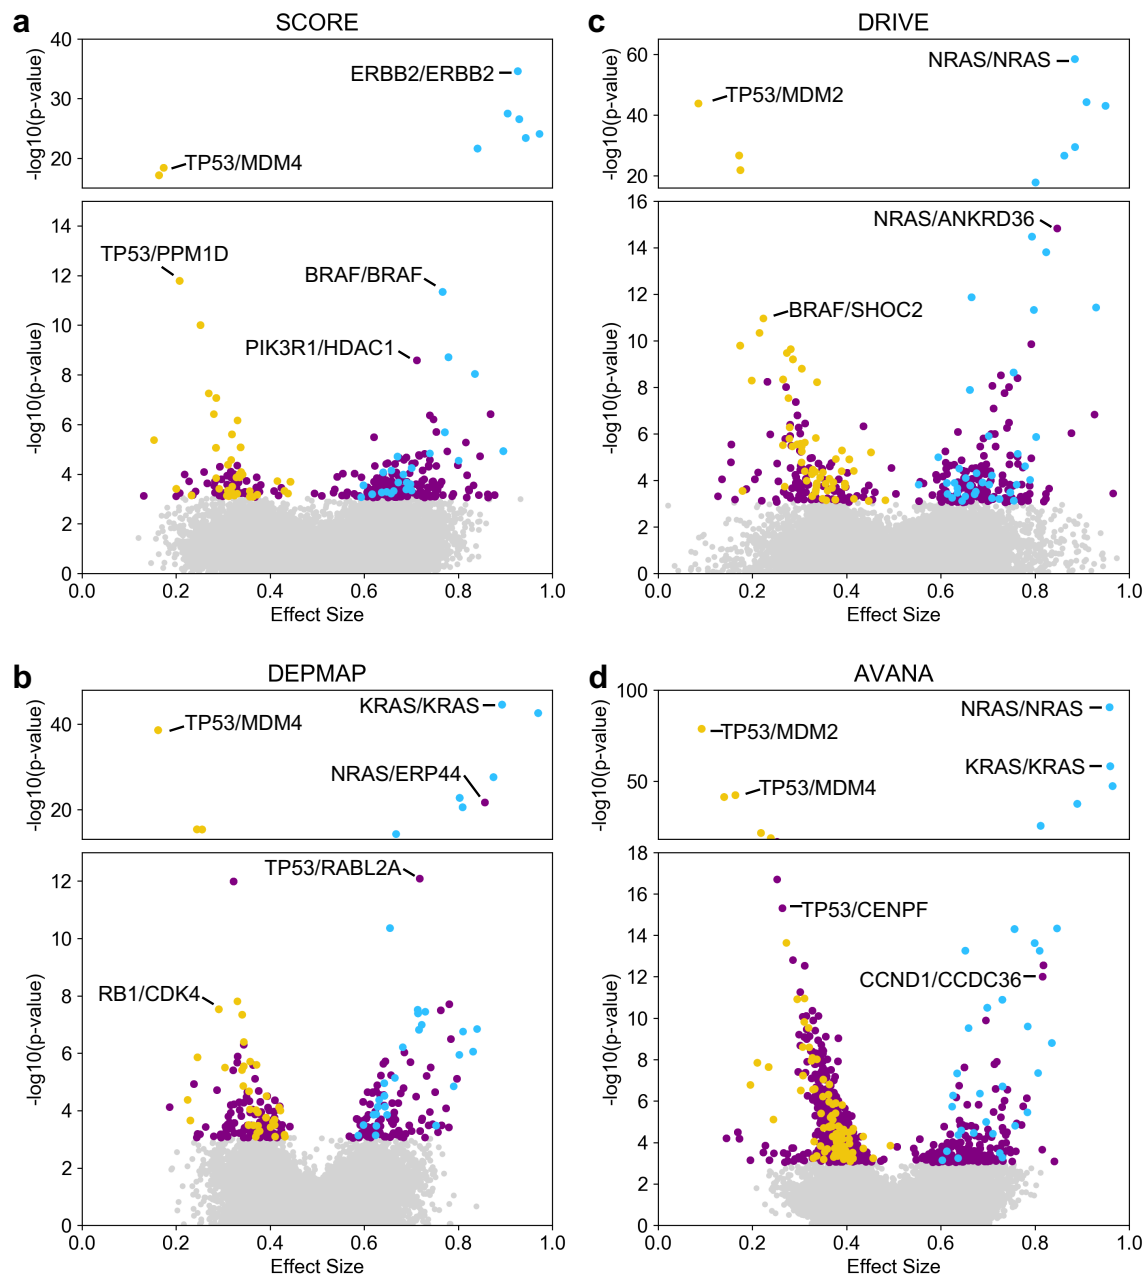 a
SCORE
40
30
20
-log10(p-value)
ERBB2/ERBB2
TP53/MDM4
14
12
10
8
6
4
2
0
-log10(p-value)
TP53/PPM1D
BRAF/BRAF
PIK3R1/HDAC1
0.0 0.2 0.4 0.6 0.8 1.0
Effect Size
c
DRIVE
60
40
20
-log10(p-value)
NRAS/NRAS
TP53/MDM2
16
14
12
10
8
6
4
2
0
-log10(p-value)
NRAS/ANKRD36
BRAF/SHOC2
0.0 0.2 0.4 0.6 0.8 1.0
Effect Size
b
DEPMAP
40
20
-log10(p-value)
KRAS/KRAS
TP53/MDM4
NRAS/ERP44
12
10
8
6
4
2
0
-log10(p-value)
TP53/RABL2A
RB1/CDK4
0.0 0.2 0.4 0.6 0.8 1.0
Effect Size
d
AVANA
100
50
-log10(p-value)
NRAS/NRAS
TP53/MDM2
KRAS/KRAS
TP53/MDM4
18
16
14
12
10
8
6
4
2
0
-log10(p-value)
TP53/CENPF
CCND1/CCDC36
0.0 0.2 0.4 0.6 0.8 1.0
Effect Size